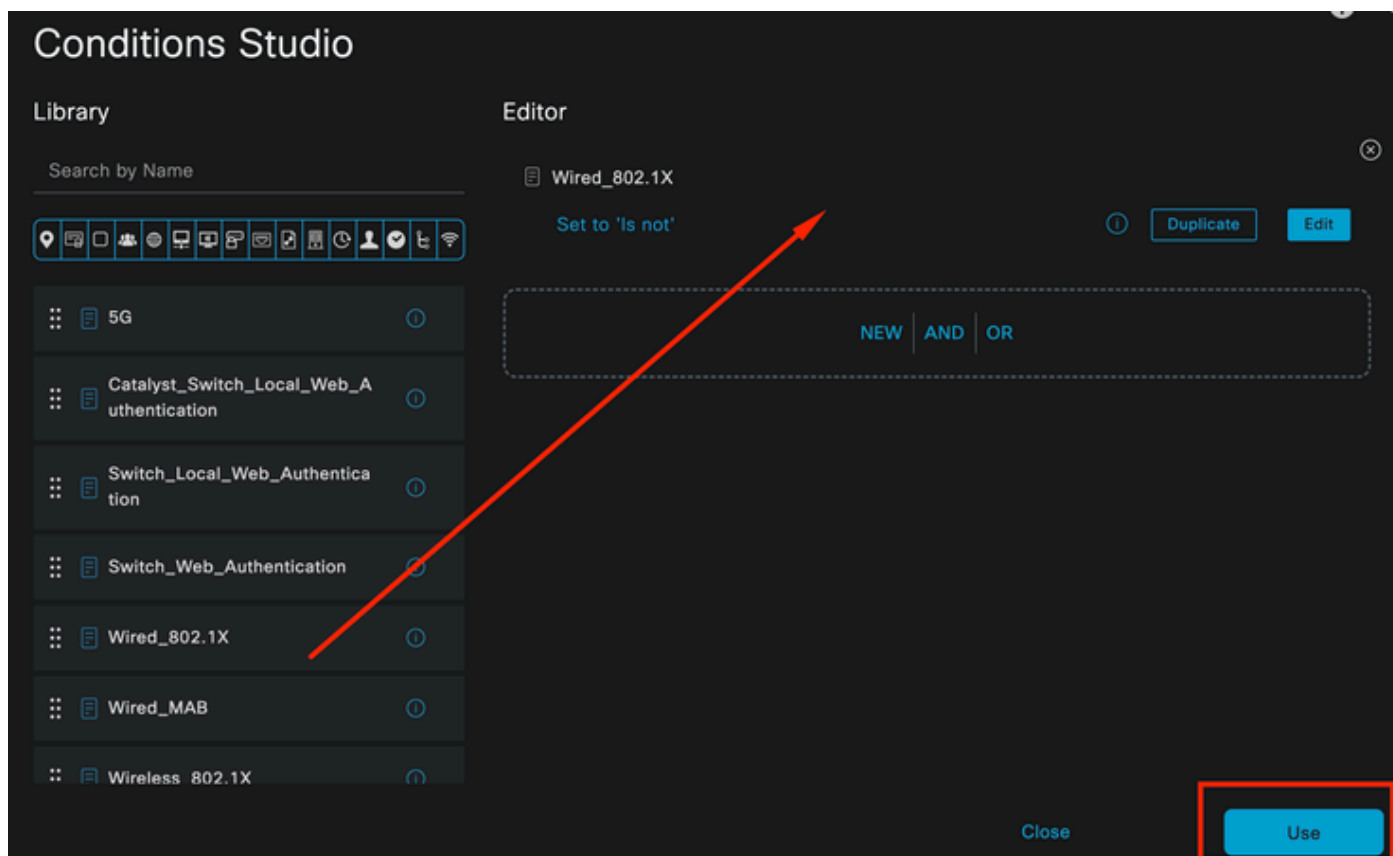 Conditions Studio
Library
Search by Name
5G
Catalyst_Switch_Local_Web_A
uthentication
Switch_Local_Web_Authentica
tion
Switch_Web_Authentication
Wired_802.1X
Wired_MAB
Wireless_802.1X
Editor
Wired_802.1X
Set to 'Is not'
Duplicate
Edit
NEW AND OR
Close
Use